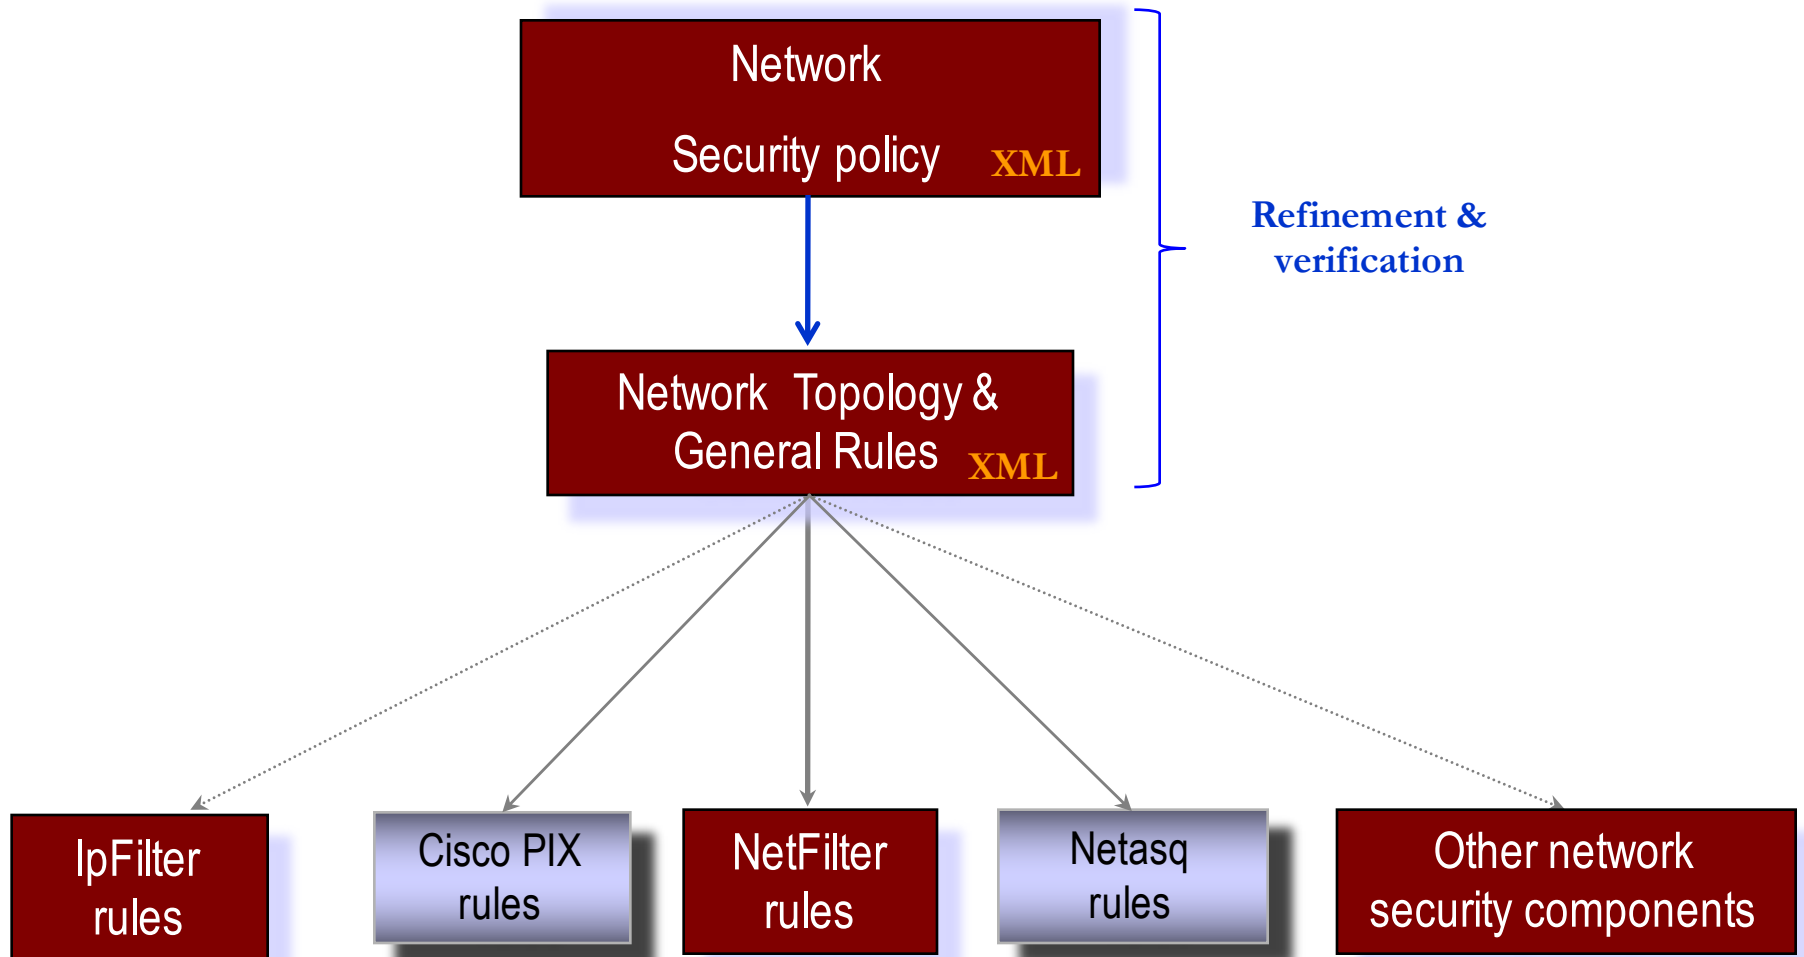 Network
Security policy XML
Refinement &
verification
Network Topology &
General Rules XML
IpFilter
rules
Cisco PIX
rules
NetFilter
rules
Netasq
rules
Other network
security components